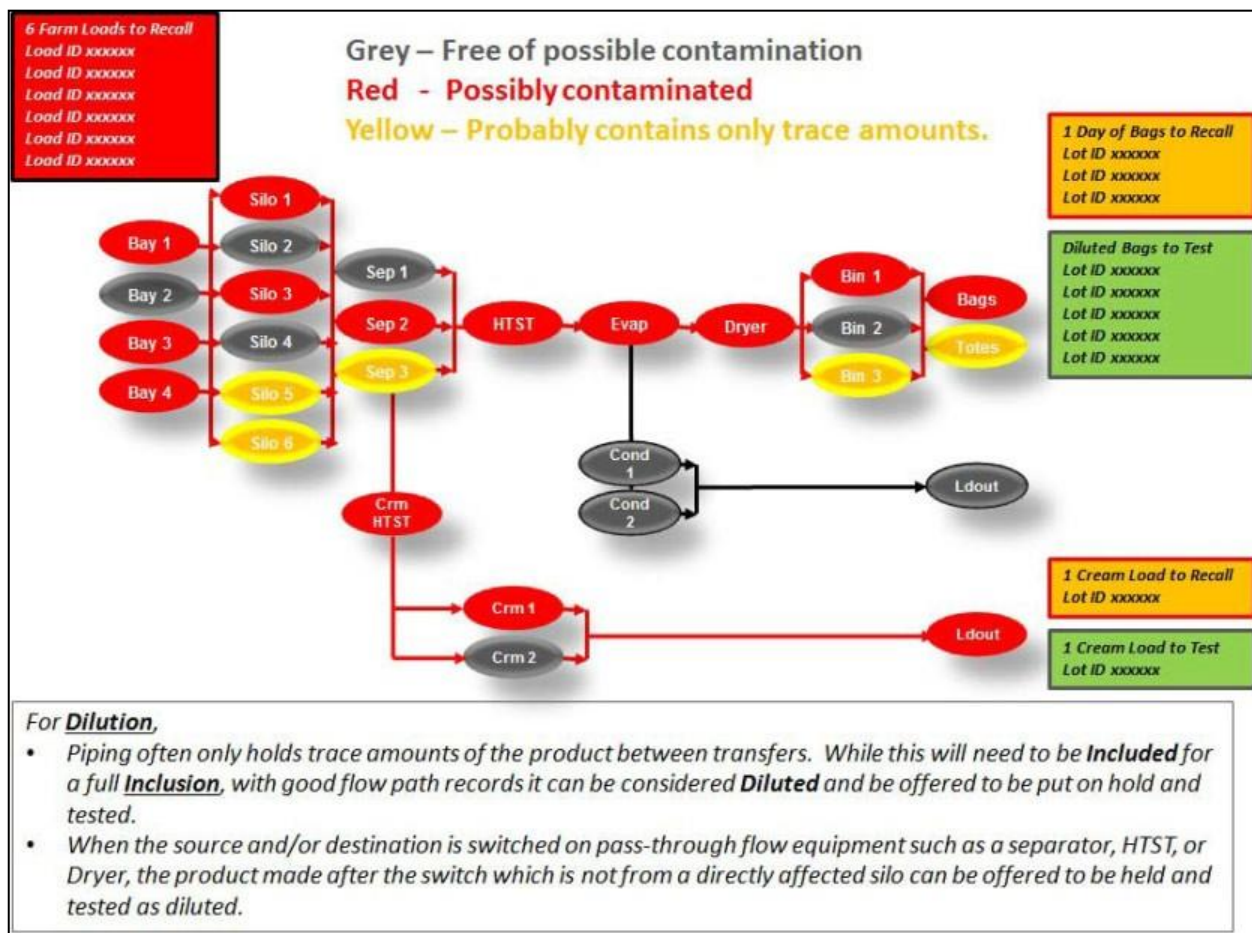 6 Farm Loads to Recall
Load ID xxxxxx
Load ID xxxxxx
Load ID xxxxxx
Load ID xxxxxx
Load ID xxxxxx
Load ID xxxxxx
Grey – Free of possible contamination
Red - Possibly contaminated
Yellow – Probably contains only trace amounts.
1 Day of Bags to Recall
Lot ID xxxxxx
Lot ID xxxxxx
Lot ID xxxxxx
Diluted Bags to Test
Lot ID xxxxxx
Lot ID xxxxxx
Lot ID xxxxxx
Lot ID xxxxxx
Lot ID xxxxxx
Bay 1
Bay 2
Bay 3
Bay 4
Silo 1
Silo 2
Silo 3
Silo 4
Silo 5
Silo 6
Sep 1
Sep 2
Sep 3
HTST
Evap
Dryer
Bin 1
Bin 2
Bin 3
Bags
Totes
Cond
1
Cond
2
Ldout
Crm
HTST
Crm 1
Crm 2
Ldout
1 Cream Load to Recall
Lot ID xxxxxx
1 Cream Load to Test
Lot ID xxxxxx
For Dilution,
• Piping often only holds trace amounts of the product between transfers. While this will need to be Included for
a full Inclusion, with good flow path records it can be considered Diluted and be offered to be put on hold and
tested.
• When the source and/or destination is switched on pass-through flow equipment such as a separator, HTST, or
Dryer, the product made after the switch which is not from a directly affected silo can be offered to be held and
tested as diluted.